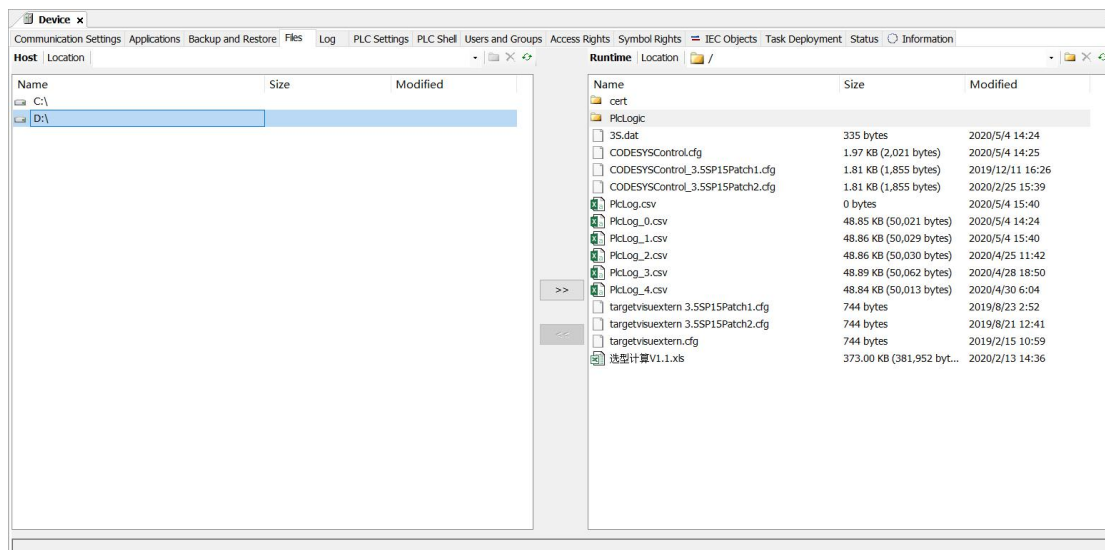 Device x
Communication Settings Applications Backup and Restore Files Log PLC Settings PLC Shell Users and Groups Access Rights Symbol Rights IEC Objects Task Deployment Status Information
Host Location Runtime Location /
Name Size Modified
C:\
D:\
Name Size Modified
cert
PlcLogic
3S.dat 335 bytes 2020/5/4 14:24
CODESYSControl.cfg 1.97 KB (2,021 bytes) 2020/5/4 14:25
CODESYSControl_3.5SP15Patch1.cfg 1.81 KB (1,855 bytes) 2019/12/11 16:26
CODESYSControl_3.5SP15Patch2.cfg 1.81 KB (1,855 bytes) 2020/2/25 15:39
PlcLog.csv 0 bytes 2020/5/4 15:40
PlcLog_0.csv 48.85 KB (50,021 bytes) 2020/5/4 14:24
PlcLog_1.csv 48.86 KB (50,029 bytes) 2020/5/4 15:40
PlcLog_2.csv 48.86 KB (50,030 bytes) 2020/4/25 11:42
PlcLog_3.csv 48.89 KB (50,062 bytes) 2020/4/28 18:50
PlcLog_4.csv 48.84 KB (50,013 bytes) 2020/4/30 6:04
targetvisuextern 3.5SP15Patch1.cfg 744 bytes 2019/8/23 2:52
targetvisuextern 3.5SP15Patch2.cfg 744 bytes 2019/8/21 12:41
targetvisuextern.cfg 744 bytes 2019/2/15 10:59
选型计算V1.1.xls 373.00 KB (381,952 byt... 2020/2/13 14:36
>>
<<